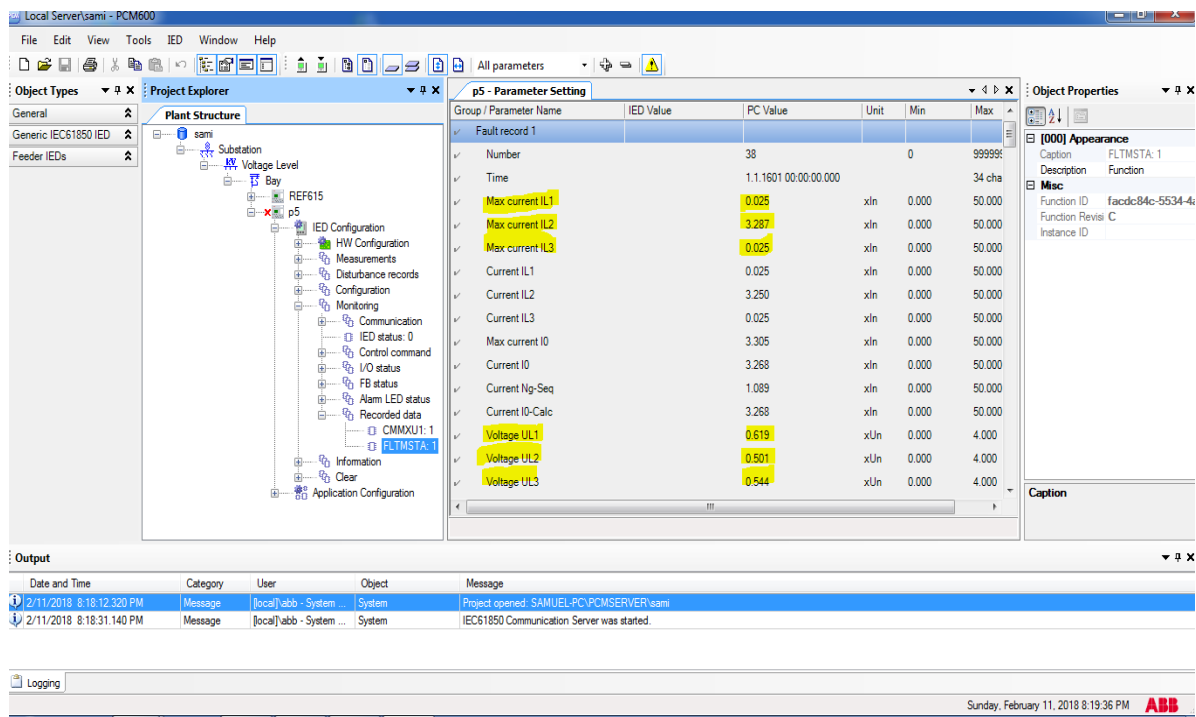 Local Server\sami - PCM600
File Edit View Tools IED Window Help
All parameters
Object Types
General
Generic IEC61850 IED
Feeder IEDs
Project Explorer
Plant Structure
sami
Substation
Voltage Level
Bay
REF615
p5
IED Configuration
HW Configuration
Measurements
Disturbance records
Configuration
Monitoring
Communication
IED status: 0
Control command
I/O status
FB status
Alarm LED status
Recorded data
CMMXU1: 1
FLTMSTA: 1
Information
Clear
Application Configuration
p5 - Parameter Setting
Group / Parameter Name IED Value PC Value Unit Min Max
Fault record 1
Number 38 0 999999
Time 1.1.1601 00:00:00.000 34 cha
Max current IL1 0.025 xIn 0.000 50.000
Max current IL2 3.287 xIn 0.000 50.000
Max current IL3 0.025 xIn 0.000 50.000
Current IL1 0.025 xIn 0.000 50.000
Current IL2 3.250 xIn 0.000 50.000
Current IL3 0.025 xIn 0.000 50.000
Max current I0 3.305 xIn 0.000 50.000
Current I0 3.268 xIn 0.000 50.000
Current Ng-Seq 1.089 xIn 0.000 50.000
Current I0-Calc 3.268 xIn 0.000 50.000
Voltage UL1 0.619 xUn 0.000 4.000
Voltage UL2 0.501 xUn 0.000 4.000
Voltage UL3 0.544 xUn 0.000 4.000
Object Properties
[000] Appearance
Caption FLTMSTA: 1
Description Function
Misc
Function ID facdc84c-5534-4a
Function Revisi C
Instance ID
Caption
Output
Date and Time Category User Object Message
2/11/2018 8:18:12.320 PM Message [local]\abb - System ... System Project opened: SAMUEL-PC\PCMSERVER\sami
2/11/2018 8:18:31.140 PM Message [local]\abb - System ... System IEC61850 Communication Server was started.
Logging
Sunday, February 11, 2018 8:19:36 PM ABB